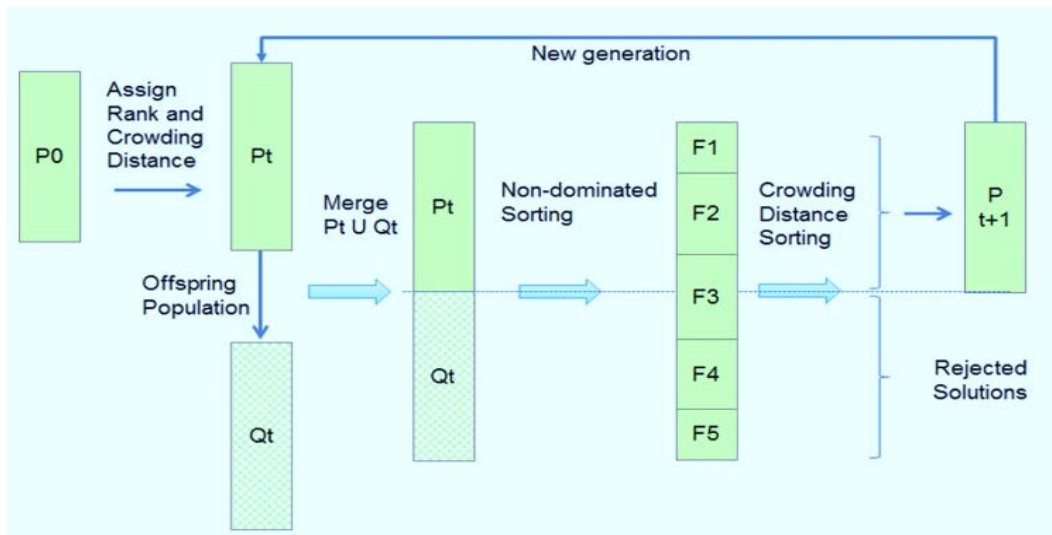 New generation
P0
Assign
Rank and
Crowding
Distance
Pt
Offspring
Population
Qt
Merge
Pt U Qt
Pt
Qt
Non-dominated
Sorting
F1
F2
F3
F4
F5
Crowding
Distance
Sorting
P
t+1
Rejected
Solutions